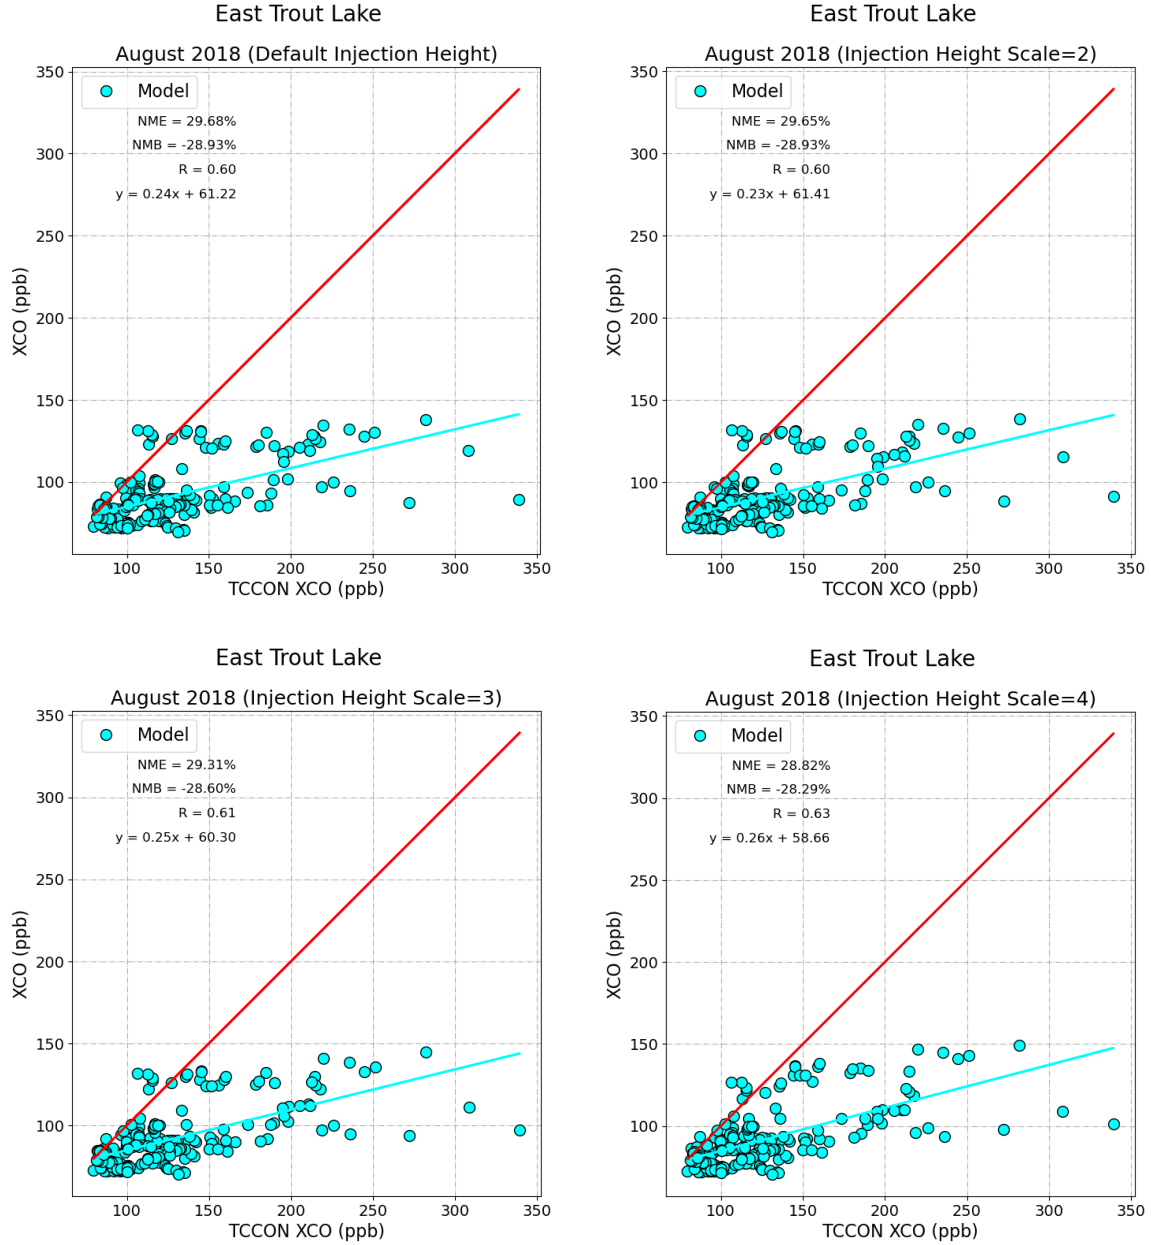 East Trout Lake
August 2018 (Default Injection Height)
Model
NME = 29.68%
NMB = -28.93%
R = 0.60
y = 0.24x + 61.22
350
300
250
200
150
100
XCO (ppb)
100 150 200 250 300 350
TCCON XCO (ppb)
East Trout Lake
August 2018 (Injection Height Scale=2)
Model
NME = 29.65%
NMB = -28.93%
R = 0.60
y = 0.23x + 61.41
350
300
250
200
150
100
XCO (ppb)
100 150 200 250 300 350
TCCON XCO (ppb)
East Trout Lake
August 2018 (Injection Height Scale=3)
Model
NME = 29.31%
NMB = -28.60%
R = 0.61
y = 0.25x + 60.30
350
300
250
200
150
100
XCO (ppb)
100 150 200 250 300 350
TCCON XCO (ppb)
East Trout Lake
August 2018 (Injection Height Scale=4)
Model
NME = 28.82%
NMB = -28.29%
R = 0.63
y = 0.26x + 58.66
350
300
250
200
150
100
XCO (ppb)
100 150 200 250 300 350
TCCON XCO (ppb)